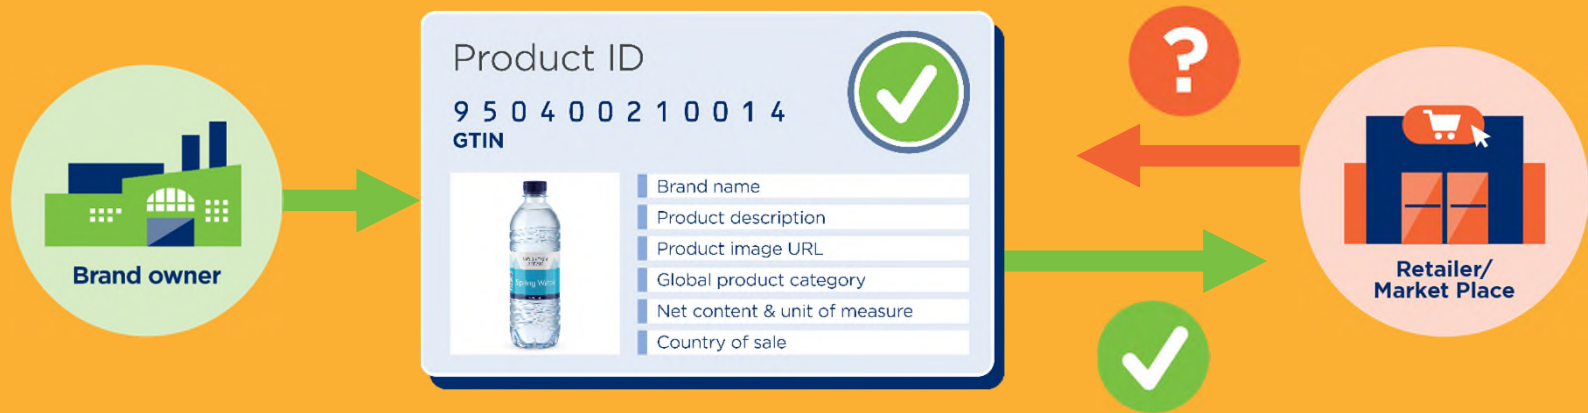 Product ID
9 5 0 4 0 0 2 1 0 0 1 4
GTIN
Brand name
Product description
Product image URL
Global product category
Net content & unit of measure
Country of sale
Spring Water
Brand owner
?
Retailer/
Market Place